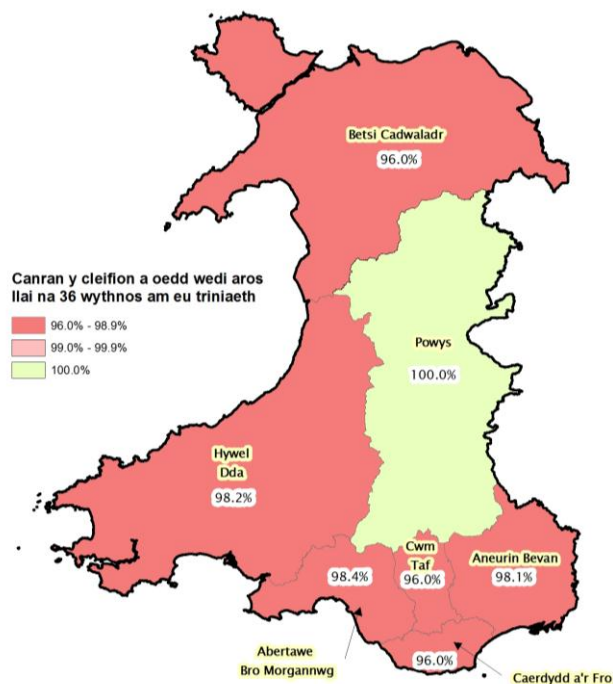 Betsi Cadwaladr
96.0%
Canran y cleifion a oedd wedi aros
llai na 36 wythnos am eu triniaeth
96.0% - 98.9%
99.0% - 99.9%
100.0%
Powys
100.0%
Hywel
Dda
98.2%
Cwm
Taf
96.0%
Aneurin Bevan
98.1%
98.4%
Abertawe
Bro Morgannwg
96.0%
Caerdydd a'r Fro